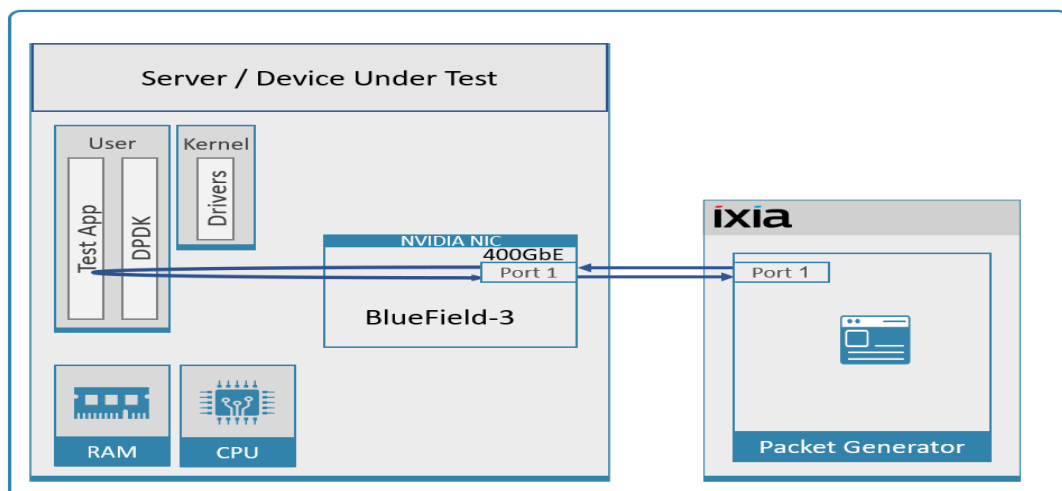 Server / Device Under Test
User
Kernel
Test App
DPDK
Drivers
NVIDIA NIC
400GbE
Port 1
BlueField-3
RAM
CPU
ixia
Port 1
Packet Generator